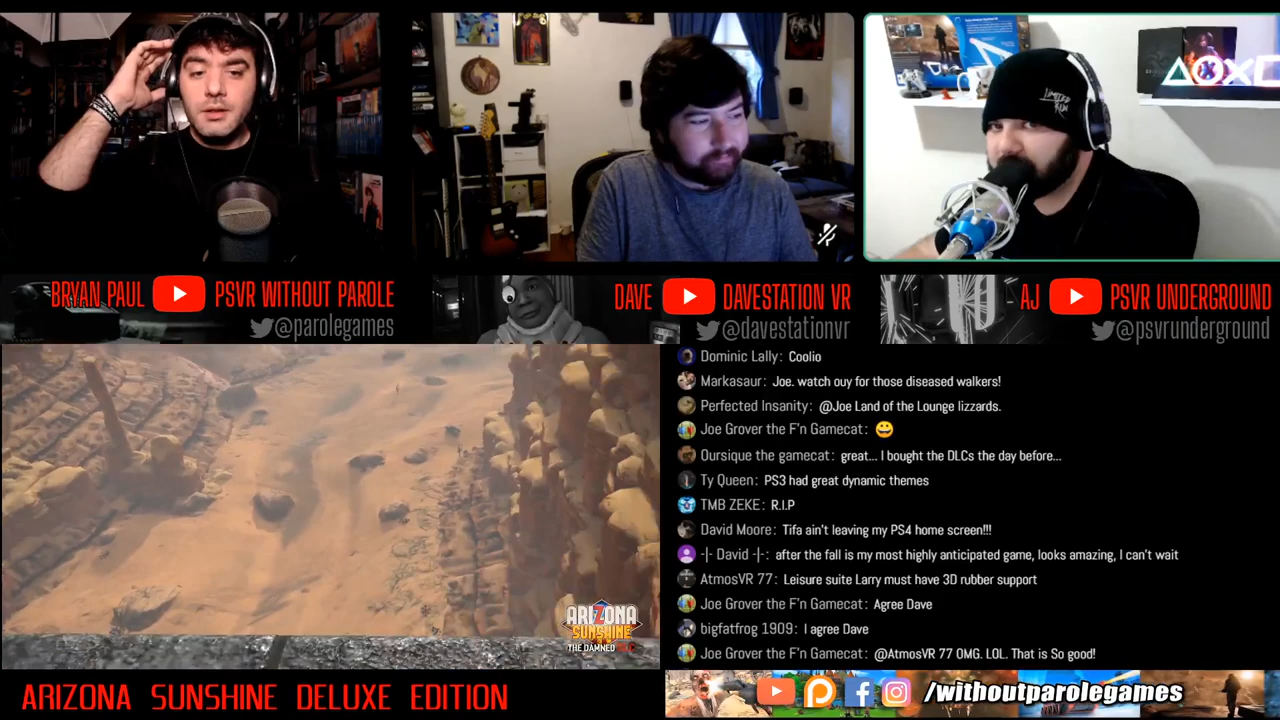 LIMITED
RUN
BRYAN PAUL PSVR WITHOUT PAROLE
@parolegames
DAVE DAVESTATION VR
@davestationvr
AJ PSVR UNDERGROUND
@psvrunderground
Dominic Lally: Coolio
Markasaur: Joe. watch ouy for those diseased walkers!
Perfected Insanity: @Joe Land of the Lounge lizzards.
Joe Grover the F'n Gamecat: 😀
Oursique the gamecat: great... I bought the DLCs the day before...
Ty Queen: PS3 had great dynamic themes
TMB ZEKE: R.I.P
David Moore: Tifa ain't leaving my PS4 home screen!!!
-|- David -|-: after the fall is my most highly anticipated game, looks amazing, I can't wait
AtmosVR 77: Leisure suite Larry must have 3D rubber support
Joe Grover the F'n Gamecat: Agree Dave
bigfatfrog 1909: I agree Dave
Joe Grover the F'n Gamecat: @AtmosVR 77 OMG. LOL. That is So good!
ARIZONA
SUNSHINE
THE DAMNED DLC
ARIZONA SUNSHINE DELUXE EDITION
/withoutparolegames